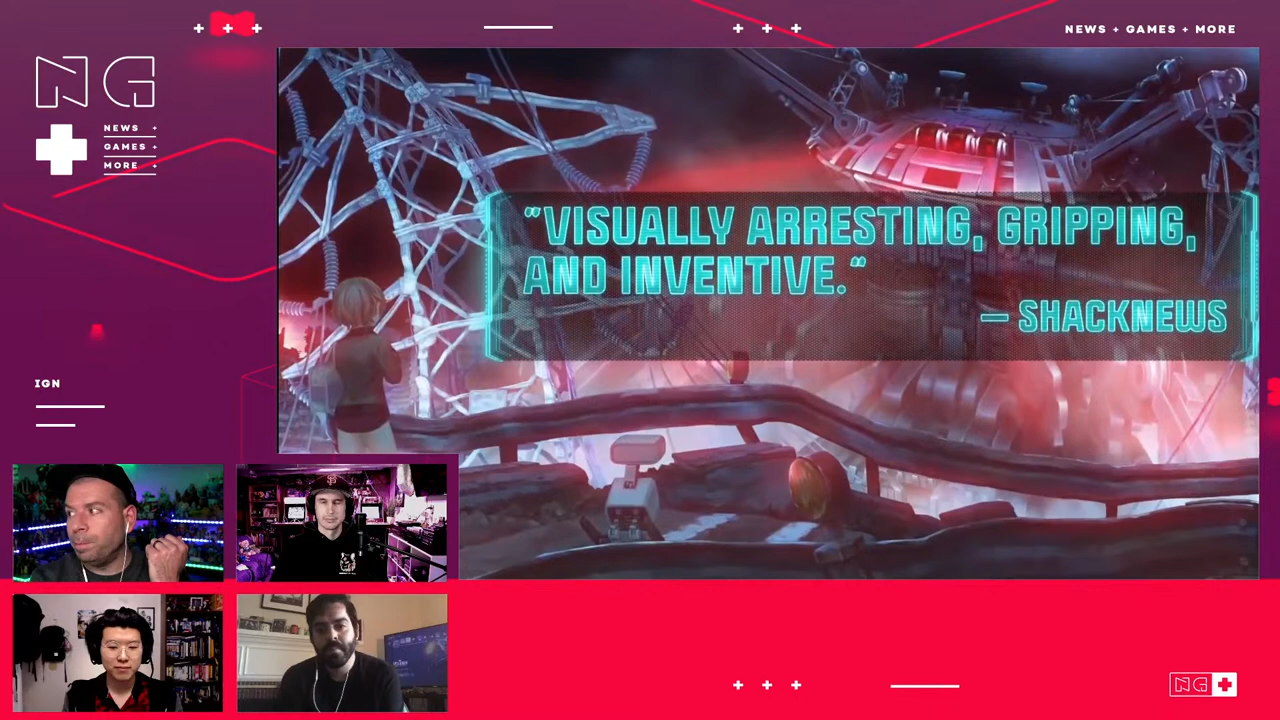 NEWS + GAMES + MORE
NG
NEWS +
GAMES +
MORE +
"VISUALLY ARRESTING, GRIPPING,
AND INVENTIVE."
— SHACKNEWS
IGN
NG+